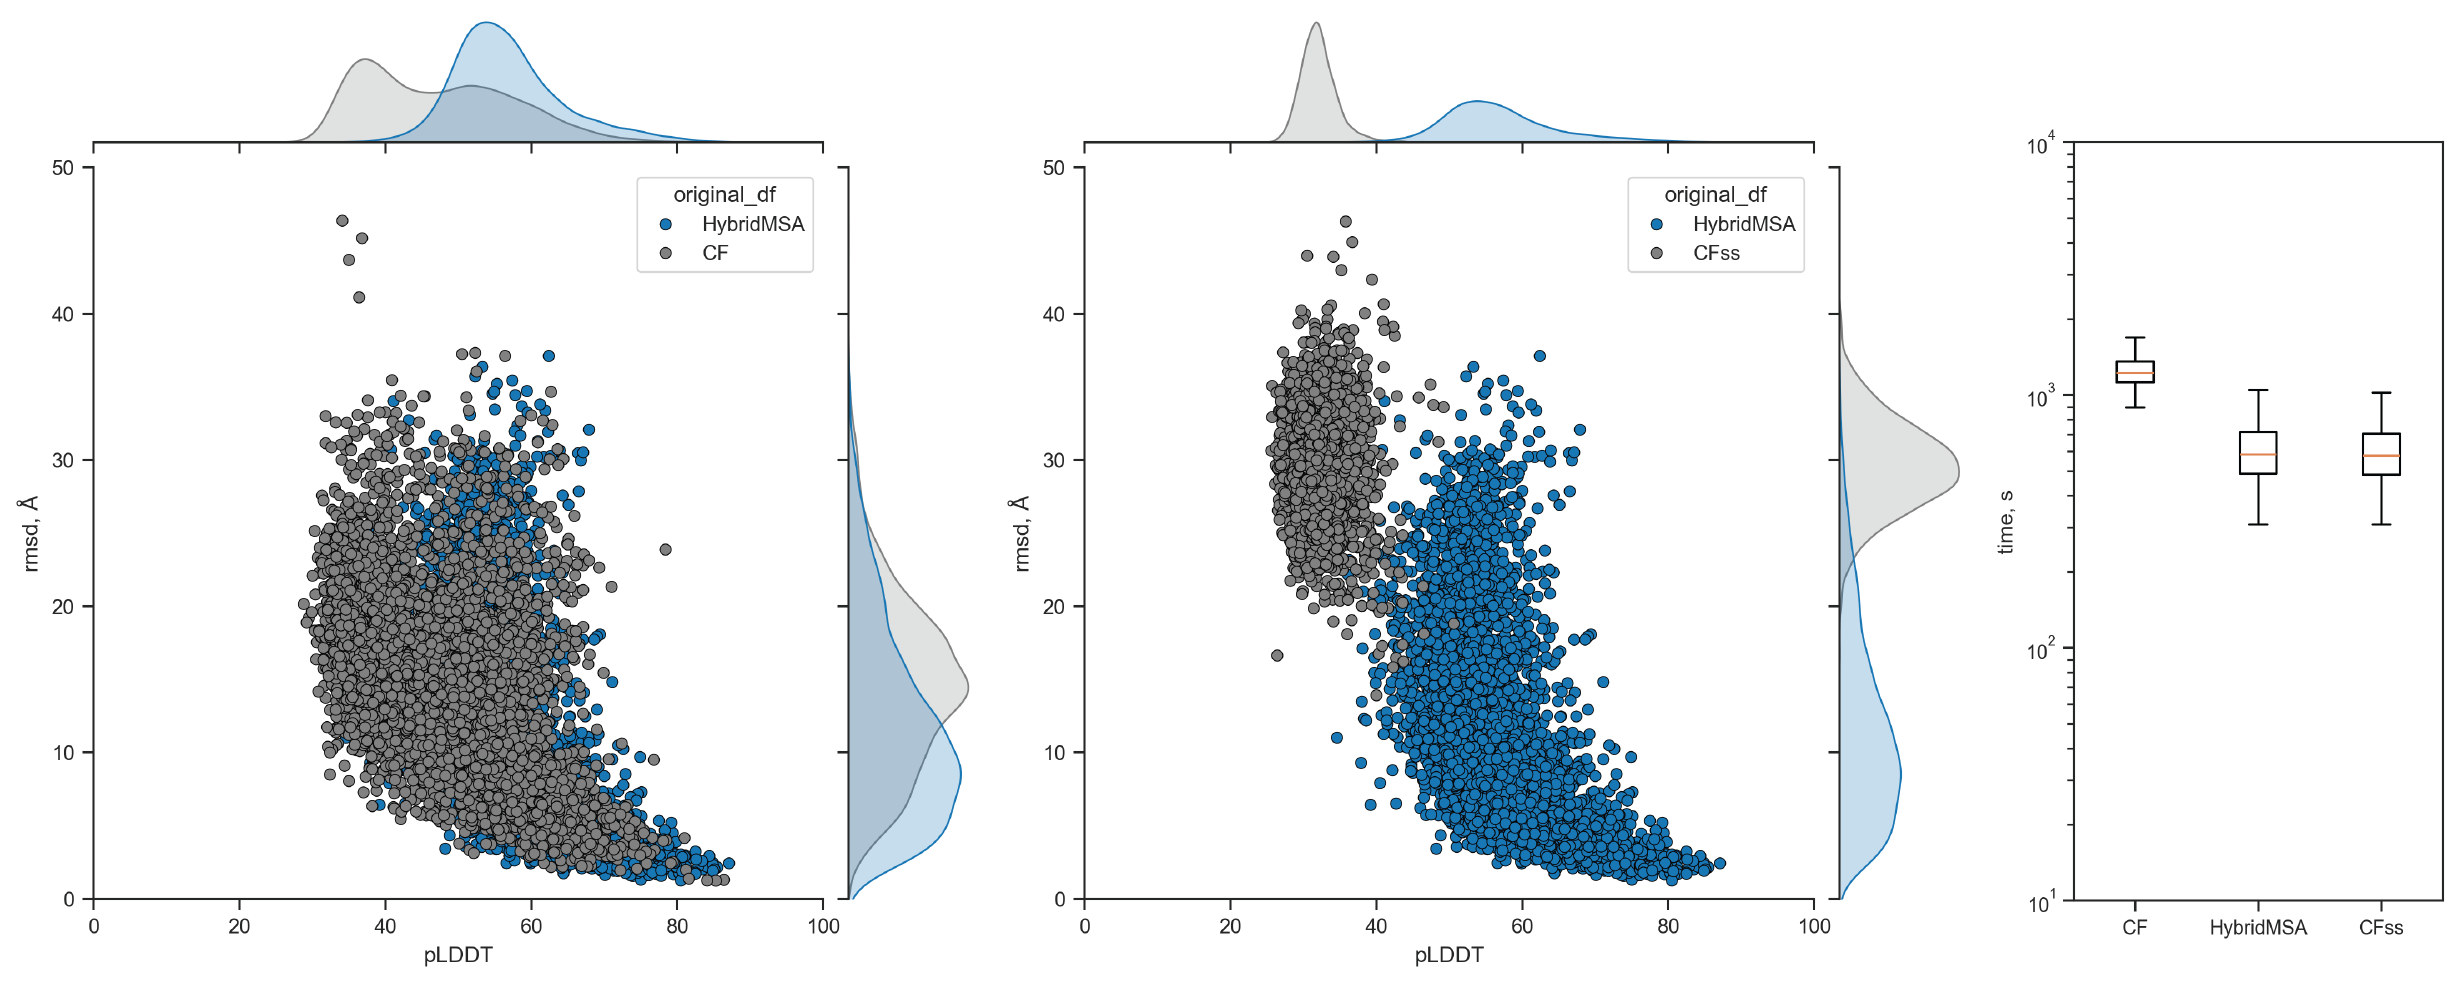 50
40
30
20
10
0
rmsd, Å
0 20 40 60 80 100
pLDDT
original_df
HybridMSA
CF
50
40
30
20
10
0
rmsd, Å
0 20 40 60 80 100
pLDDT
original_df
HybridMSA
CFss
10^4
10^3
10^2
10^1
time, s
CF HybridMSA CFss